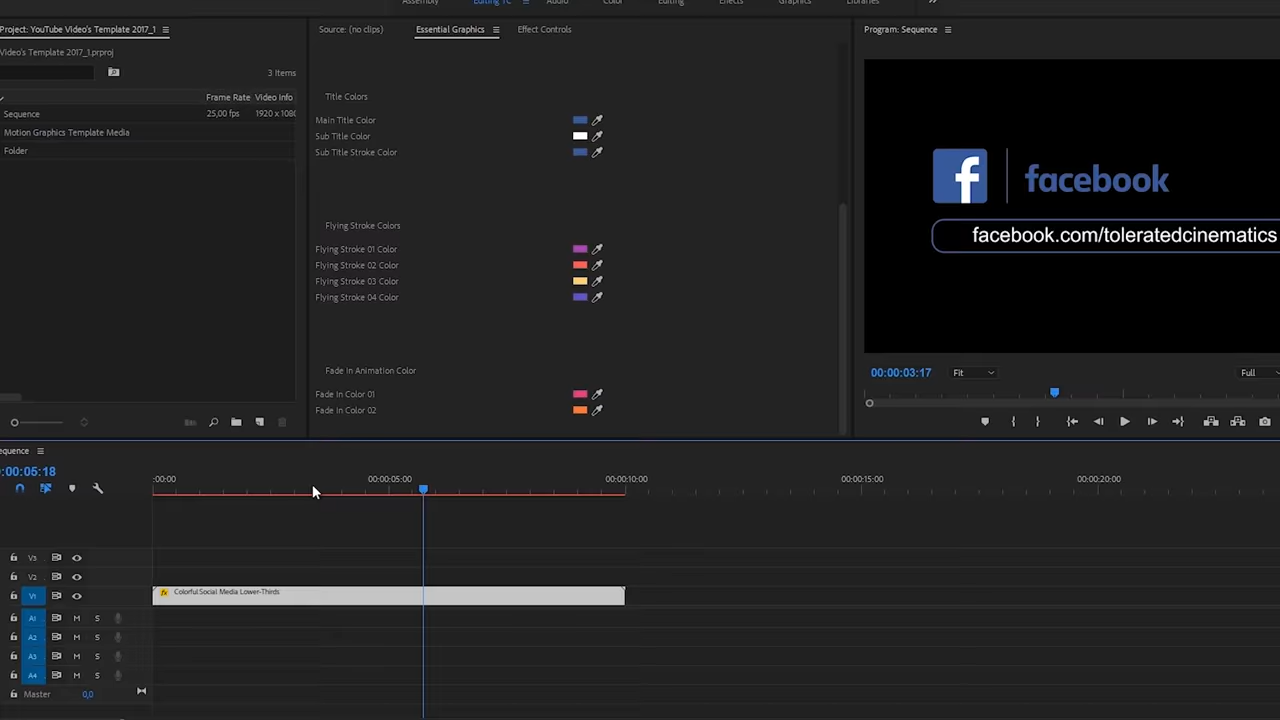 Assembly
Editing TC
Audio
Color
Editing
Effects
Graphics
Libraries
Project: YouTube Video's Template 2017_1
Video's Template 2017_1.prproj
3 Items
Frame Rate
Video Info
Sequence
25,00 fps
1920 x 1080
Motion Graphics Template Media
Folder
Source: (no clips)
Essential Graphics
Effect Controls
Title Colors
Main Title Color
Sub Title Color
Sub Title Stroke Color
Flying Stroke Colors
Flying Stroke 01 Color
Flying Stroke 02 Color
Flying Stroke 03 Color
Flying Stroke 04 Color
Fade In Animation Color
Fade In Color 01
Fade In Color 02
Program: Sequence
f
facebook
facebook.com/toleratedcinematics
00:00:03:17
Fit
Full
equence
0:00:05:18
:00:00
00:00:05:00
00:00:10:00
00:00:15:00
00:00:20:00
V3
V2
V1
fx
Colorful Social Media Lower-Thirds
A1 M S
A2 M S
A3 M S
A4 M S
Master
0,0